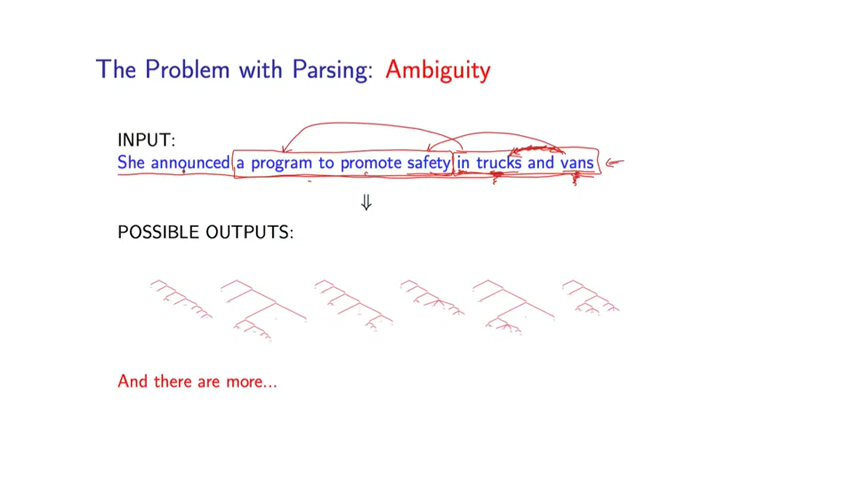 The Problem with Parsing: Ambiguity
INPUT:
She announced a program to promote safety in trucks and vans
⇓
POSSIBLE OUTPUTS:
And there are more...